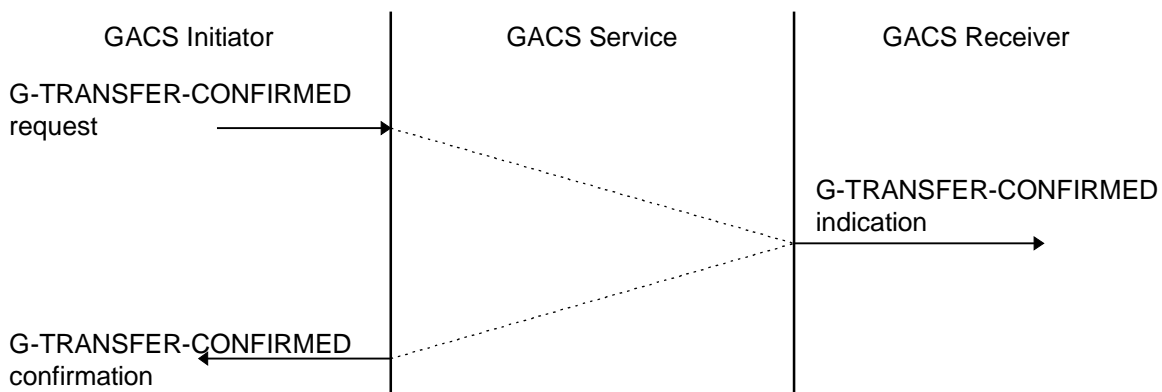 GACS Initiator
GACS Service
GACS Receiver
G-TRANSFER-CONFIRMED
request
G-TRANSFER-CONFIRMED
indication
G-TRANSFER-CONFIRMED
confirmation